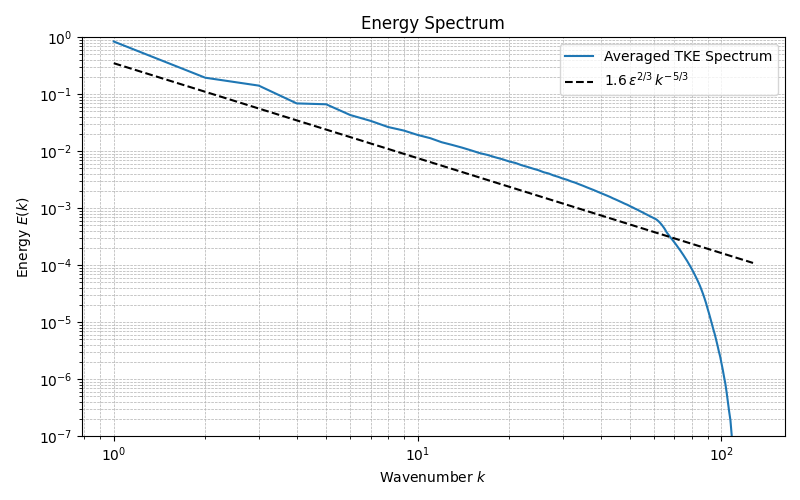 Energy Spectrum
Averaged TKE Spectrum
$1.6\,\epsilon^{2/3}\,k^{-5/3}$
Energy $E(k)$
$10^{0}$
$10^{-1}$
$10^{-2}$
$10^{-3}$
$10^{-4}$
$10^{-5}$
$10^{-6}$
$10^{-7}$
$10^{0}$
$10^{1}$
$10^{2}$
Wavenumber $k$